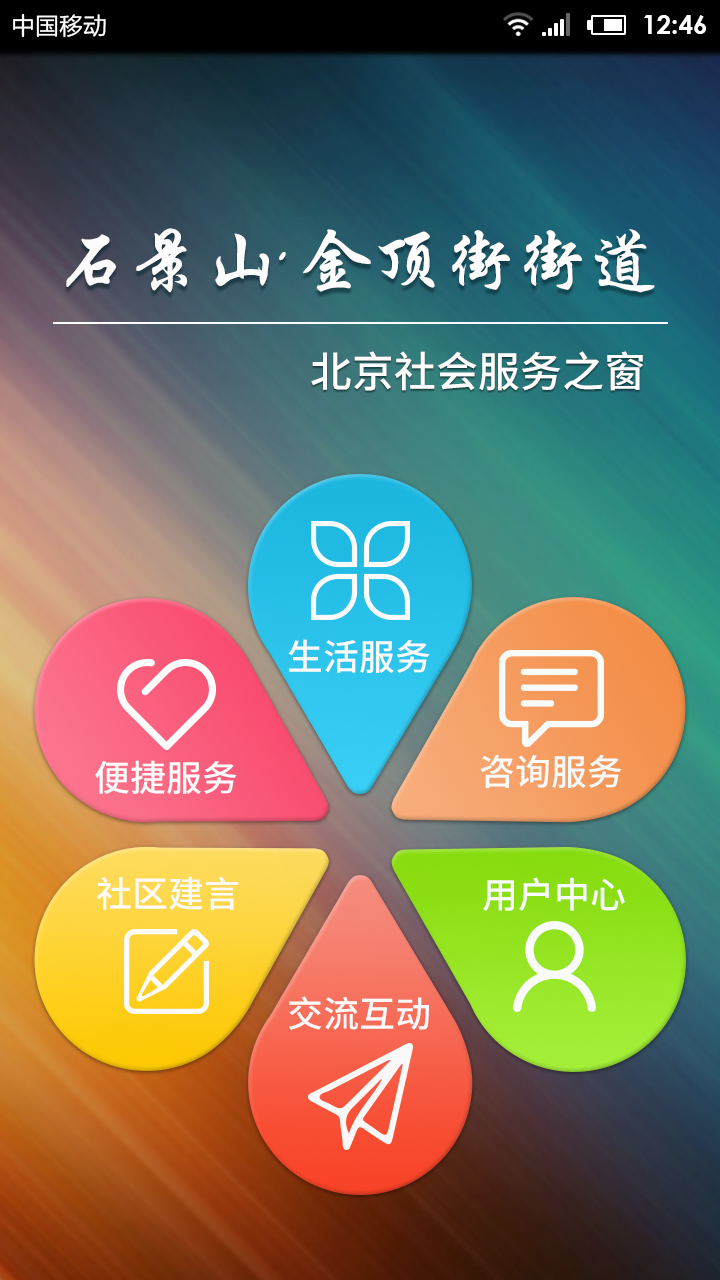 中国移动 12:46
石景山·金顶街街道
北京社会服务之窗
生活服务
便捷服务
咨询服务
社区建言
用户中心
交流互动